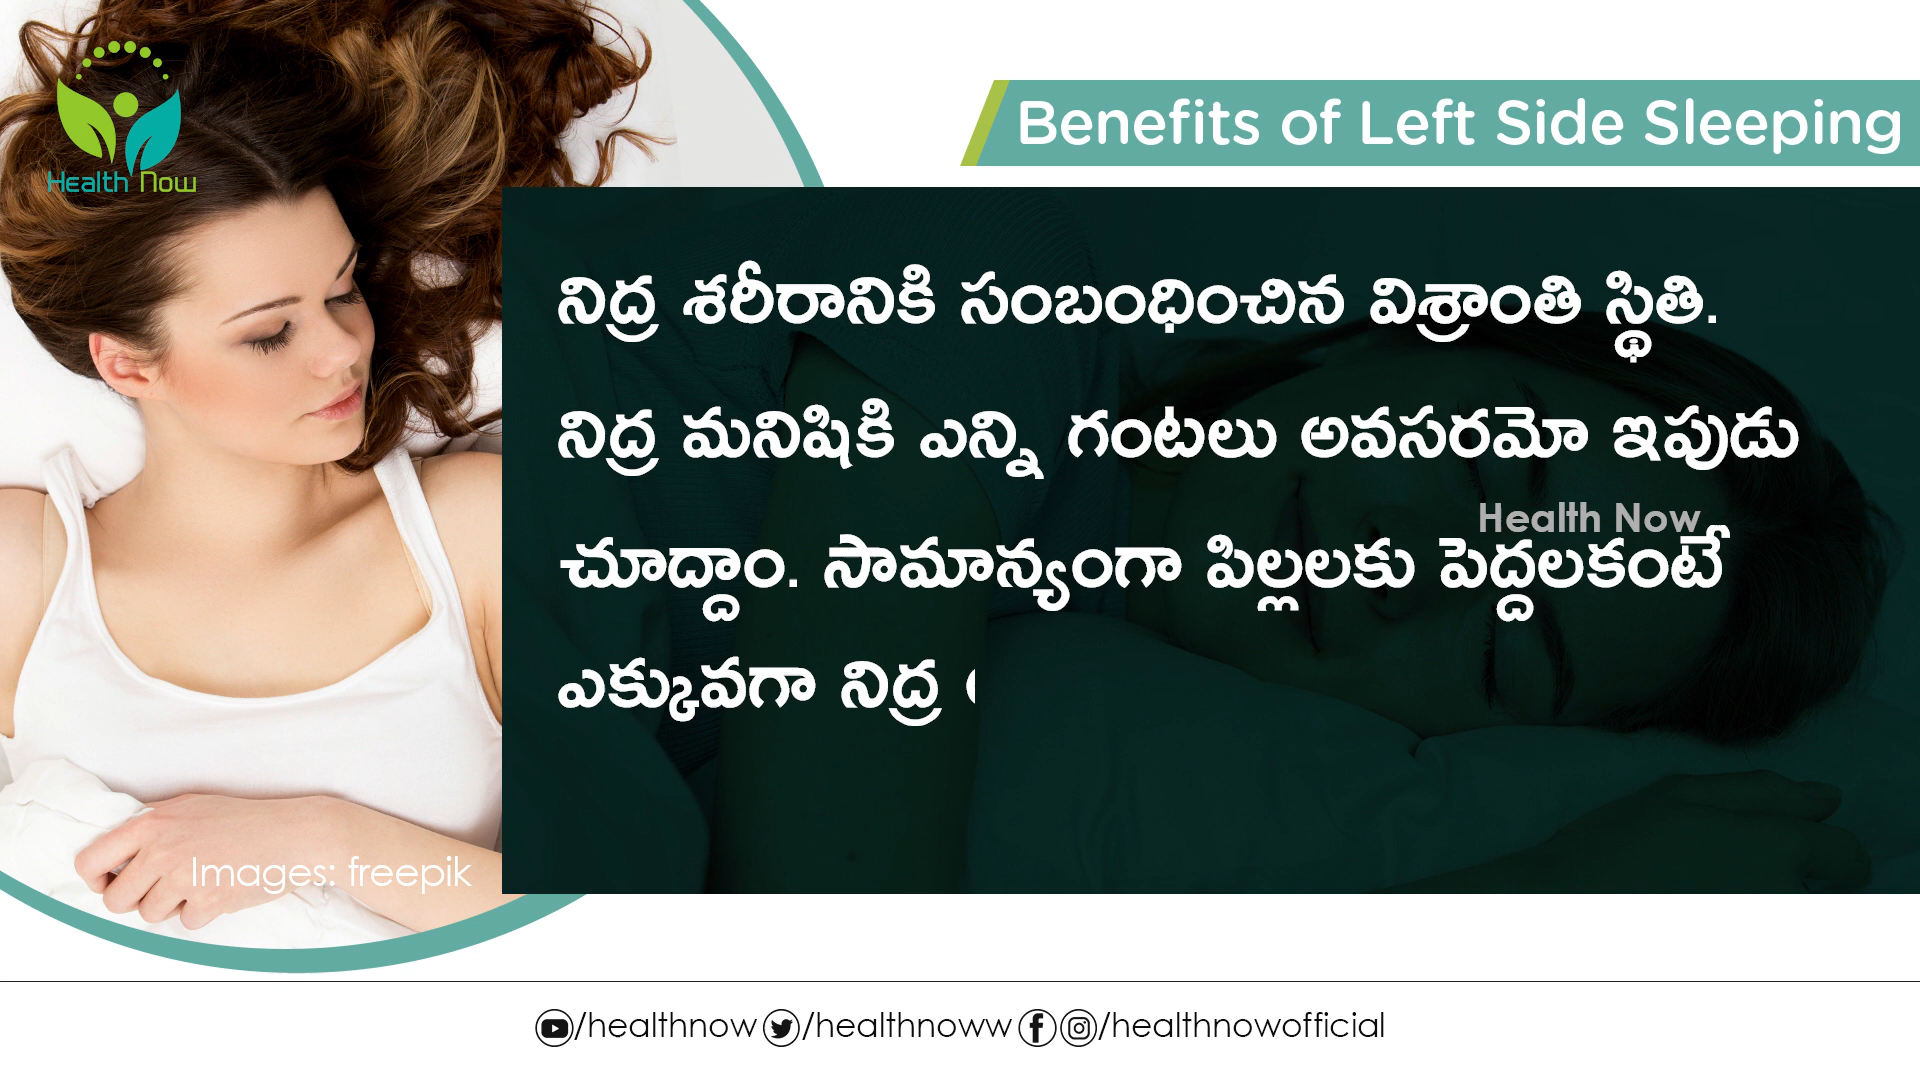 Health Now
Benefits of Left Side Sleeping
నిద్ర శరీరానికి సంబంధించిన విశ్రాంతి స్థితి.
నిద్ర మనిషికి ఎన్ని గంటలు అవసరమో ఇపుడు
Health Now
చూద్దాం. సామాన్యంగా పిల్లలకు పెద్దలకంటే
ఎక్కువగా నిద్ర
Images: freepik
/healthnow /healthnoww /healthnowofficial